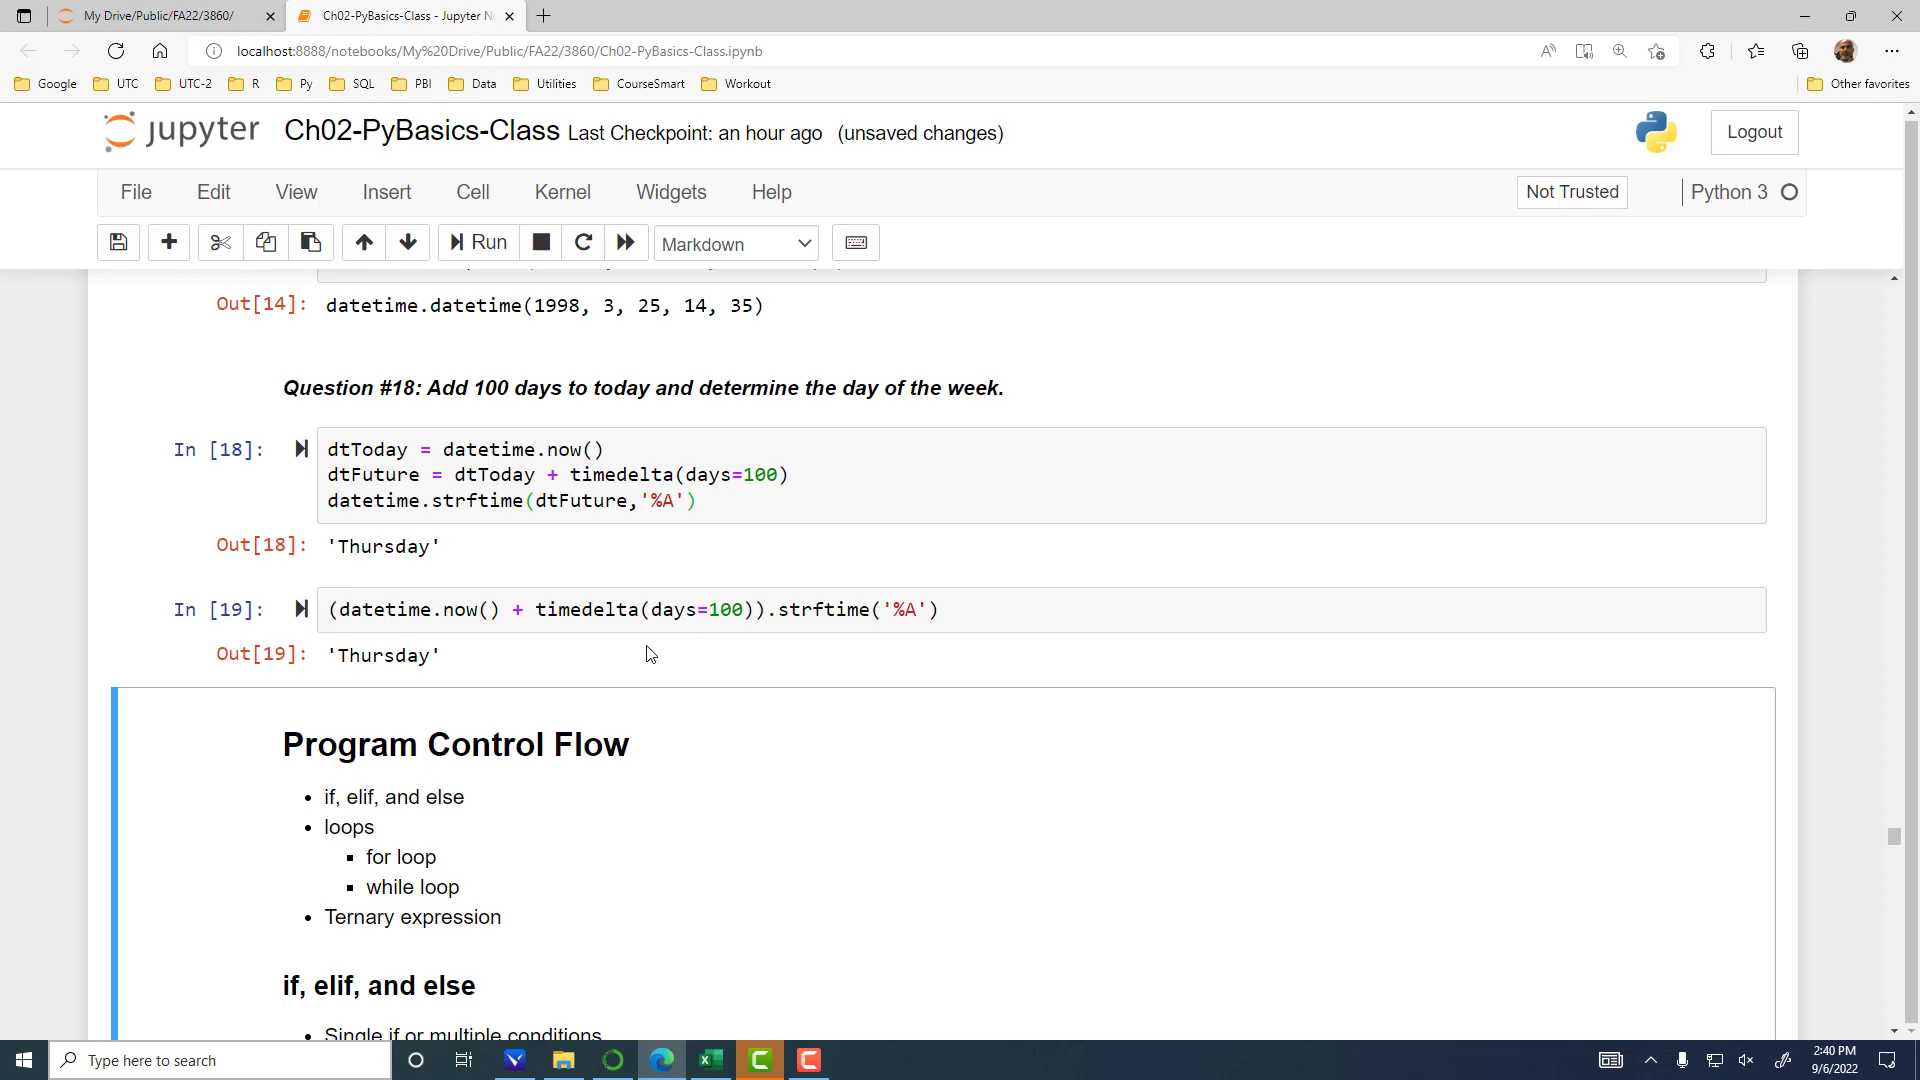 My Drive/Public/FA22/3860/
Ch02-PyBasics-Class - Jupyter N
localhost:8888/notebooks/My%20Drive/Public/FA22/3860/Ch02-PyBasics-Class.ipynb
Google UTC UTC-2 R Py SQL PBI Data Utilities CourseSmart Workout Other favorites
jupyter Ch02-PyBasics-Class Last Checkpoint: an hour ago (unsaved changes) Logout
File Edit View Insert Cell Kernel Widgets Help Not Trusted Python 3
Run Markdown
Out[14]: datetime.datetime(1998, 3, 25, 14, 35)
Question #18: Add 100 days to today and determine the day of the week.
In [18]: dtToday = datetime.now()
dtFuture = dtToday + timedelta(days=100)
datetime.strftime(dtFuture,'%A')
Out[18]: 'Thursday'
In [19]: (datetime.now() + timedelta(days=100)).strftime('%A')
Out[19]: 'Thursday'
Program Control Flow
• if, elif, and else
• loops
▪ for loop
▪ while loop
• Ternary expression
if, elif, and else
• Single if or multiple conditions
Type here to search
2:40 PM
9/6/2022